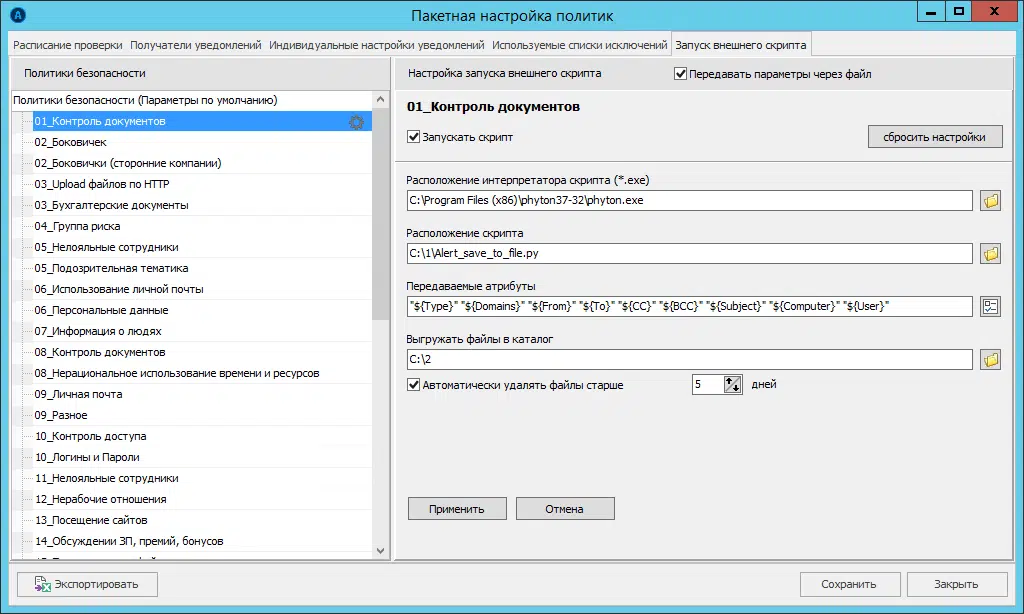 Пакетная настройка политик
Расписание проверки Получатели уведомлений Индивидуальные настройки уведомлений Используемые списки исключений Запуск внешнего скрипта
Политики безопасности
Политики безопасности (Параметры по умолчанию)
01_Контроль документов
02_Боковичек
02_Боковички (сторонние компании)
03_Upload файлов по HTTP
03_Бухгалтерские документы
04_Группа риска
05_Нелояльные сотрудники
05_Подозрительная тематика
06_Использование личной почты
06_Персональные данные
07_Информация о людях
08_Контроль документов
08_Нерациональное использование времени и ресурсов
09_Личная почта
09_Разное
10_Контроль доступа
10_Логины и Пароли
11_Нелояльные сотрудники
12_Нерабочие отношения
13_Посещение сайтов
14_Обсуждении ЗП, премий, бонусов
Настройка запуска внешнего скрипта
Передавать параметры через файл
01_Контроль документов
Запускать скрипт
сбросить настройки
Расположение интерпретатора скрипта (*.exe)
C:\Program Files (x86)\phyton37-32\phyton.exe
Расположение скрипта
C:\1\Alert_save_to_file.py
Передаваемые атрибуты
"${Type}" "${Domains}" "${From}" "${To}" "${CC}" "${BCC}" "${Subject}" "${Computer}" "${User}"
Выгружать файлы в каталог
C:\2
Автоматически удалять файлы старше 5 дней
Применить Отмена
Экспортировать Сохранить Закрыть